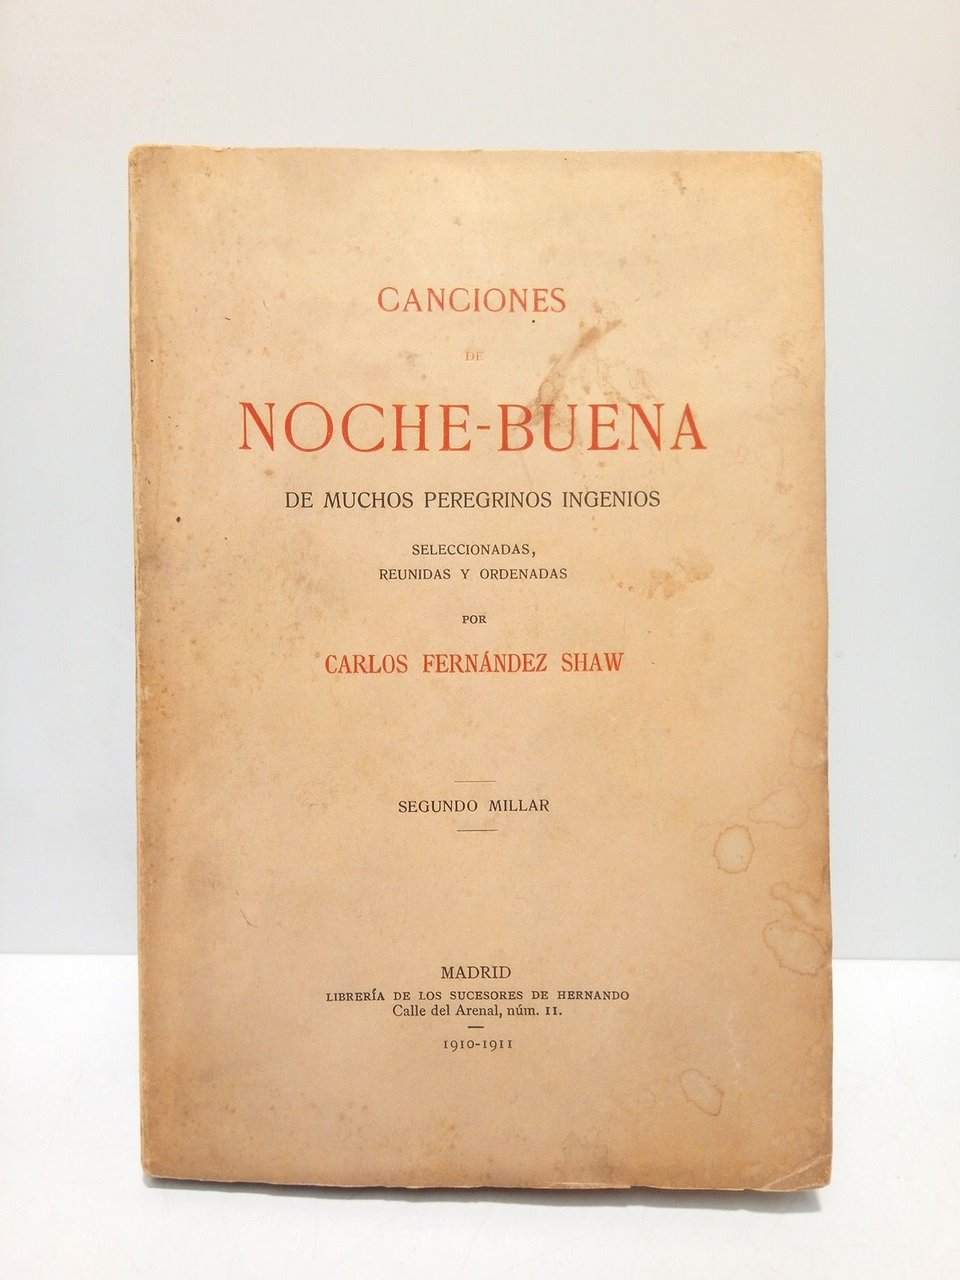 CANCIONES
DE
NOCHE-BUENA
DE MUCHOS PEREGRINOS INGENIOS
SELECCIONADAS,
REUNIDAS Y ORDENADAS
POR
CARLOS FERNÁNDEZ SHAW
SEGUNDO MILLAR
MADRID
LIBRERÍA DE LOS SUCESORES DE HERNANDO
Calle del Arenal, núm. 11.
1910-1911